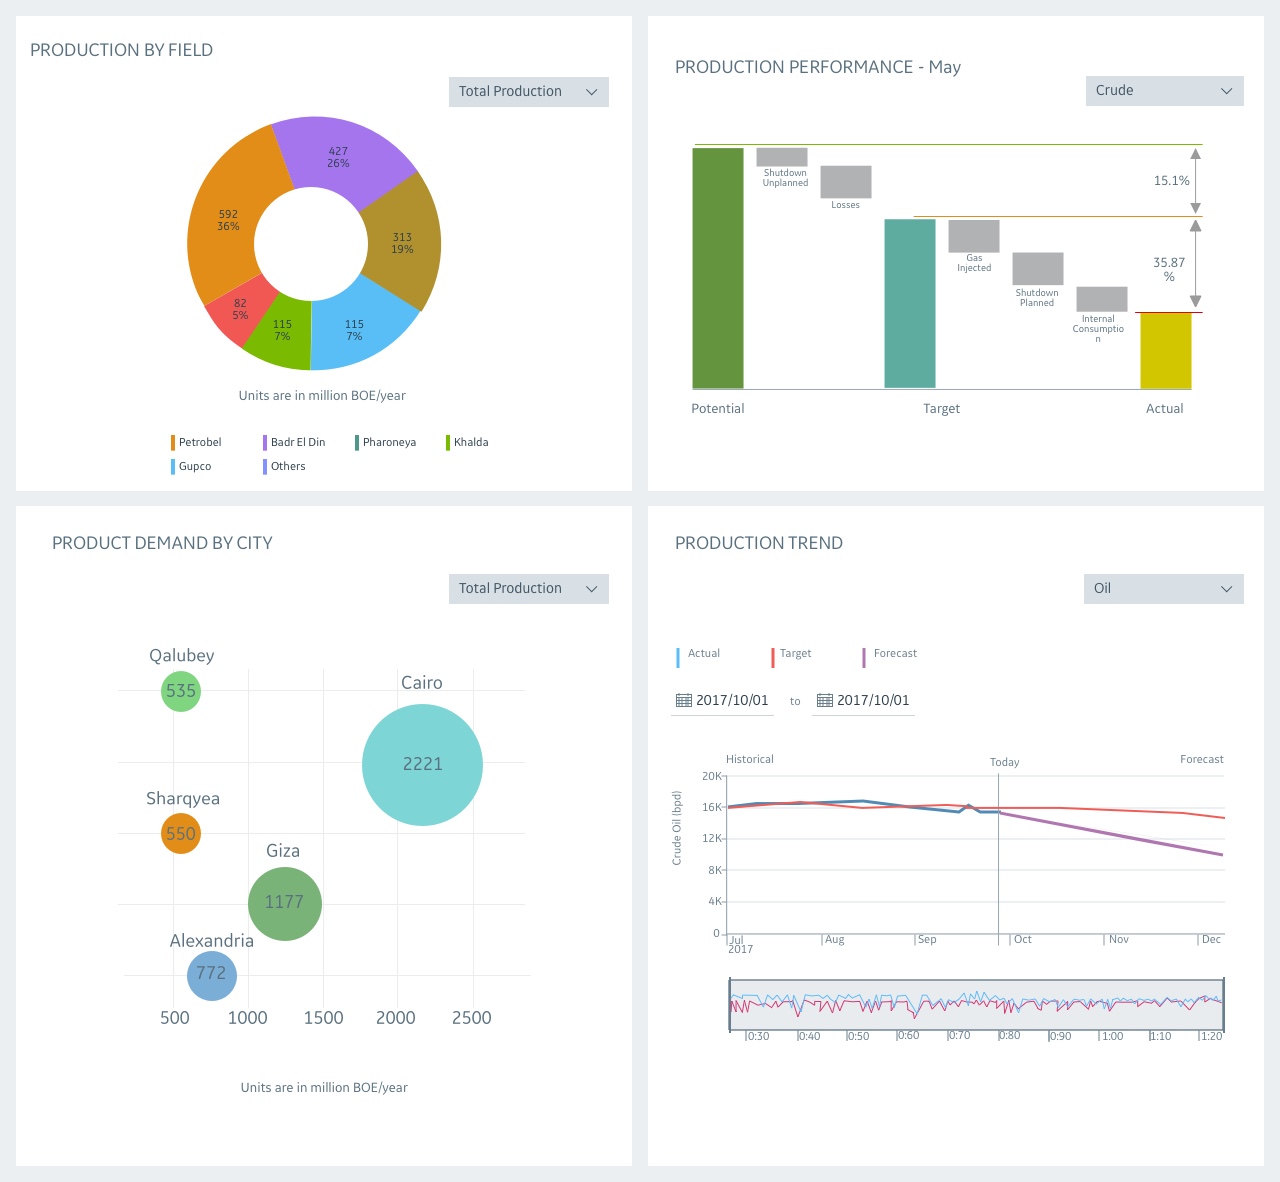 PRODUCTION BY FIELD
Total Production
427
26%
592
36%
313
19%
82
5%
115
7%
115
7%
Units are in million BOE/year
Petrobel
Badr El Din
Pharoneya
Khalda
Gupco
Others
PRODUCTION PERFORMANCE - May
Crude
Shutdown
Unplanned
Losses
15.1%
Gas
Injected
Shutdown
Planned
Internal
Consumptio
n
35.87
%
Potential
Target
Actual
PRODUCT DEMAND BY CITY
Total Production
Qalubey
535
Cairo
2221
Sharqyea
550
Giza
1177
Alexandria
772
500
1000
1500
2000
2500
Units are in million BOE/year
PRODUCTION TREND
Oil
Actual
Target
Forecast
2017/10/01 to 2017/10/01
Historical
Today
Forecast
Crude Oil (bpd)
20K
16K
12K
8K
4K
0
Jul
2017
Aug
Sep
Oct
Nov
Dec
0:30
0:40
0:50
0:60
0:70
0:80
0:90
1:00
1:10
1:20